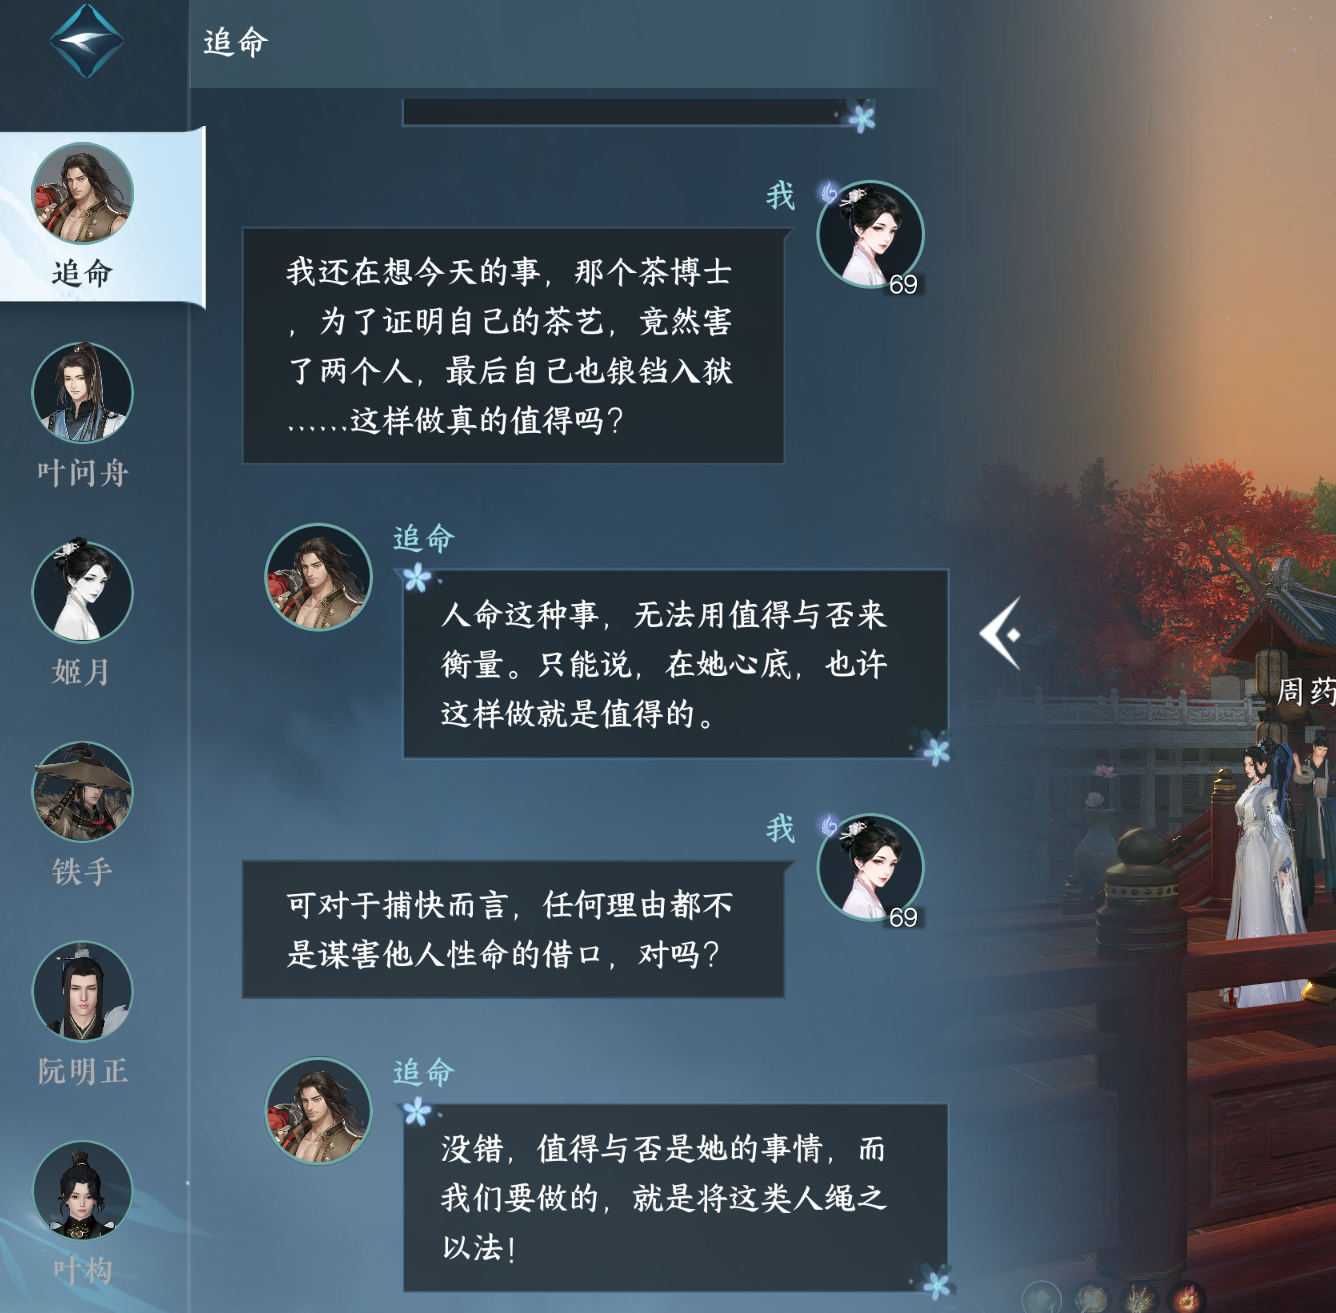 追命
追命
叶问舟
姬月
铁手
阮明正
叶构
我
69
我还在想今天的事，那个茶博士
，为了证明自己的茶艺，竟然害
了两个人，最后自己也锒铛入狱
……这样做真的值得吗？
追命
人命这种事，无法用值得与否来
衡量。只能说，在她心底，也许
这样做就是值得的。
我
69
可对于捕快而言，任何理由都不
是谋害他人性命的借口，对吗？
追命
没错，值得与否是她的事情，而
我们要做的，就是将这类人绳之
以法！
周药